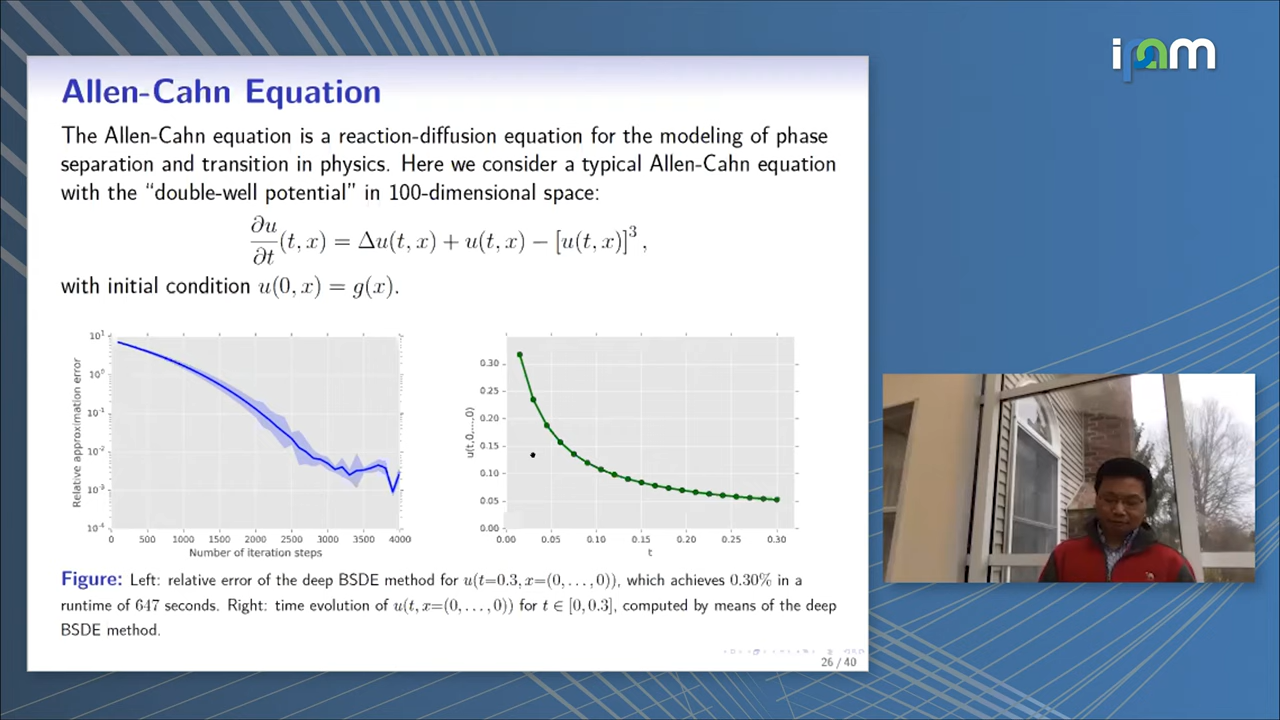 ipam
Allen-Cahn Equation
The Allen-Cahn equation is a reaction-diffusion equation for the modeling of phase
separation and transition in physics. Here we consider a typical Allen-Cahn equation
with the “double-well potential” in 100-dimensional space:
∂u/∂t (t, x) = Δu(t, x) + u(t, x) − [u(t, x)]³ ,
with initial condition u(0, x) = g(x).
Relative approximation error
10¹
10⁰
10⁻¹
10⁻²
10⁻³
10⁻⁴
0 500 1000 1500 2000 2500 3000 3500 4000
Number of iteration steps
u(t,0,...,0)
0.30
0.25
0.20
0.15
0.10
0.05
0.00
0.00 0.05 0.10 0.15 0.20 0.25 0.30
t
Figure: Left: relative error of the deep BSDE method for u(t=0.3, x=(0, . . . , 0)), which achieves 0.30% in a
runtime of 647 seconds. Right: time evolution of u(t, x=(0, . . . , 0)) for t ∈ [0, 0.3], computed by means of the deep
BSDE method.
26 / 40